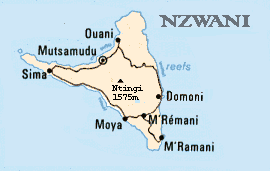 NZWANI
Ouani
Mutsamudu
reefs
Sima
Ntingi
1575m
Domoni
Moya
M'Rémani
M'Ramani